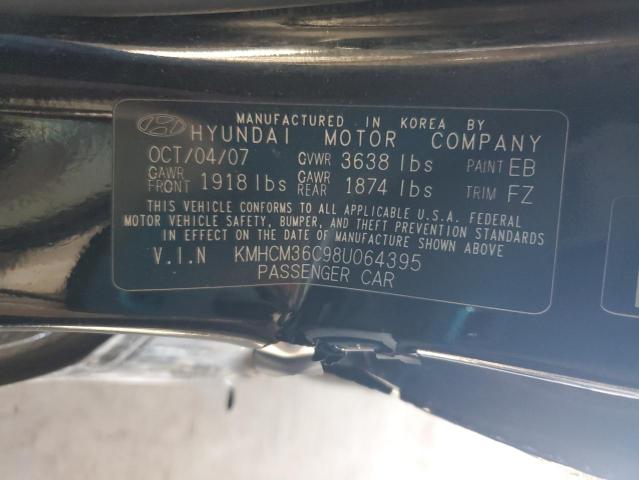 MANUFACTURED IN KOREA BY
HYUNDAI MOTOR COMPANY
OCT/04/07 GVWR 3638 lbs PAINT EB
GAWR FRONT 1918 lbs GAWR REAR 1874 lbs TRIM FZ
THIS VEHICLE CONFORMS TO ALL APPLICABLE U.S.A. FEDERAL
MOTOR VEHICLE SAFETY, BUMPER, AND THEFT PREVENTION STANDARDS
IN EFFECT ON THE DATE OF MANUFACTURE SHOWN ABOVE
V.I.N KMHCM36C98U064395
PASSENGER CAR